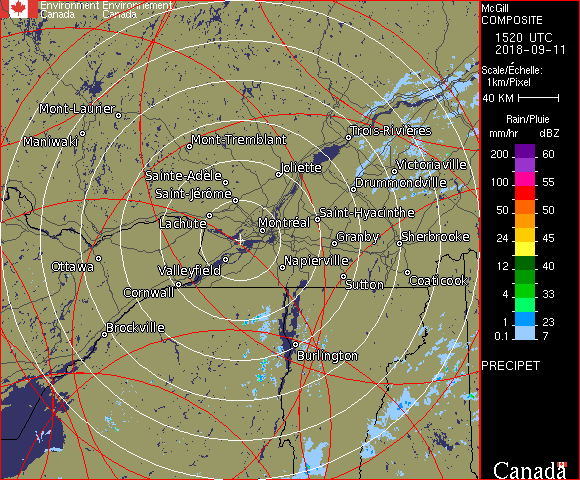 Environment Environnement
Canada Canada
McGill
COMPOSITE
1520 UTC
2018-09-11
Scale/Échelle:
1km/Pixel
40 KM
Rain/Pluie
mm/hr dBZ
200 60
100 55
50 50
24 45
12 40
4 33
1 23
0.1 7
PRECIPET
Canada
Mont-Laurier
Maniwaki
Mont-Tremblant
Trois-Rivières
Sainte-Adèle
Joliette
Victoriaville
Saint-Jérôme
Drummondville
Lachute
Montréal
Saint-Hyacinthe
Granby
Sherbrooke
Ottawa
Valleyfield
Napierville
Cornwall
Sutton
Coaticook
Brockville
Burlington